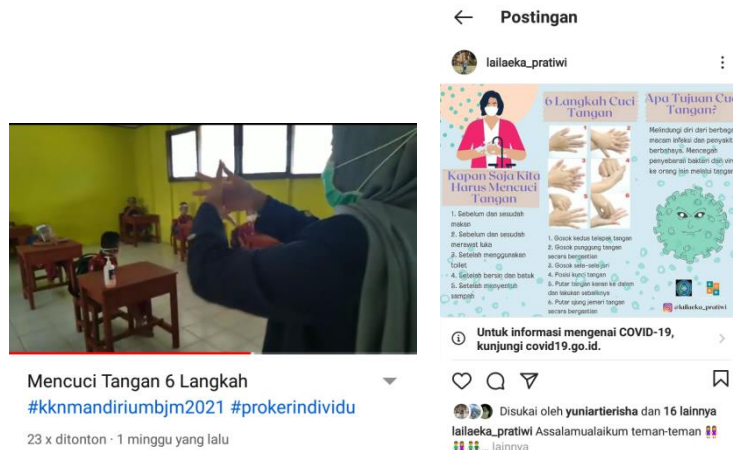 Mencuci Tangan 6 Langkah
#kknmandiriumbjm2021 #prokerindividu
23 x ditonton · 1 minggu yang lalu
Postingan
lailaeka_pratiwi
Kapan Saja Kita
Harus Mencuci
Tangan
1. Sebelum dan sesudah
makan
2. Sebelum dan sesudah
merawat luka
3. Setelah menggunakan
toilet
4. Setelah bersin dan batuk
5. Setelah menyentuh
sampah
6 Langkah Cuci
Tangan
1. Gosok kedua telapak tangan
2. Gosok punggung tangan
secara bergantian
3. Gosok sela-sela jari
4. Posisi kunci tangan
5. Putar tangan kanan ke dalam
dan lakukan sebaliknya
6. Putar ujung jemari tangan
secara bergantian
Apa Tujuan Cuci
Tangan?
Melindungi diri dari berbaga
macam infeksi dan penyakit
berbahaya. Mencegah
penyebaran bakteri dan viru
ke orang lain melalui tangan
@lailaeka_pratiwi
Untuk informasi mengenai COVID-19,
kunjungi covid19.go.id.
Disukai oleh yuniartierisha dan 16 lainnya
lailaeka_pratiwi Assalamualaikum teman-teman
... lainnya